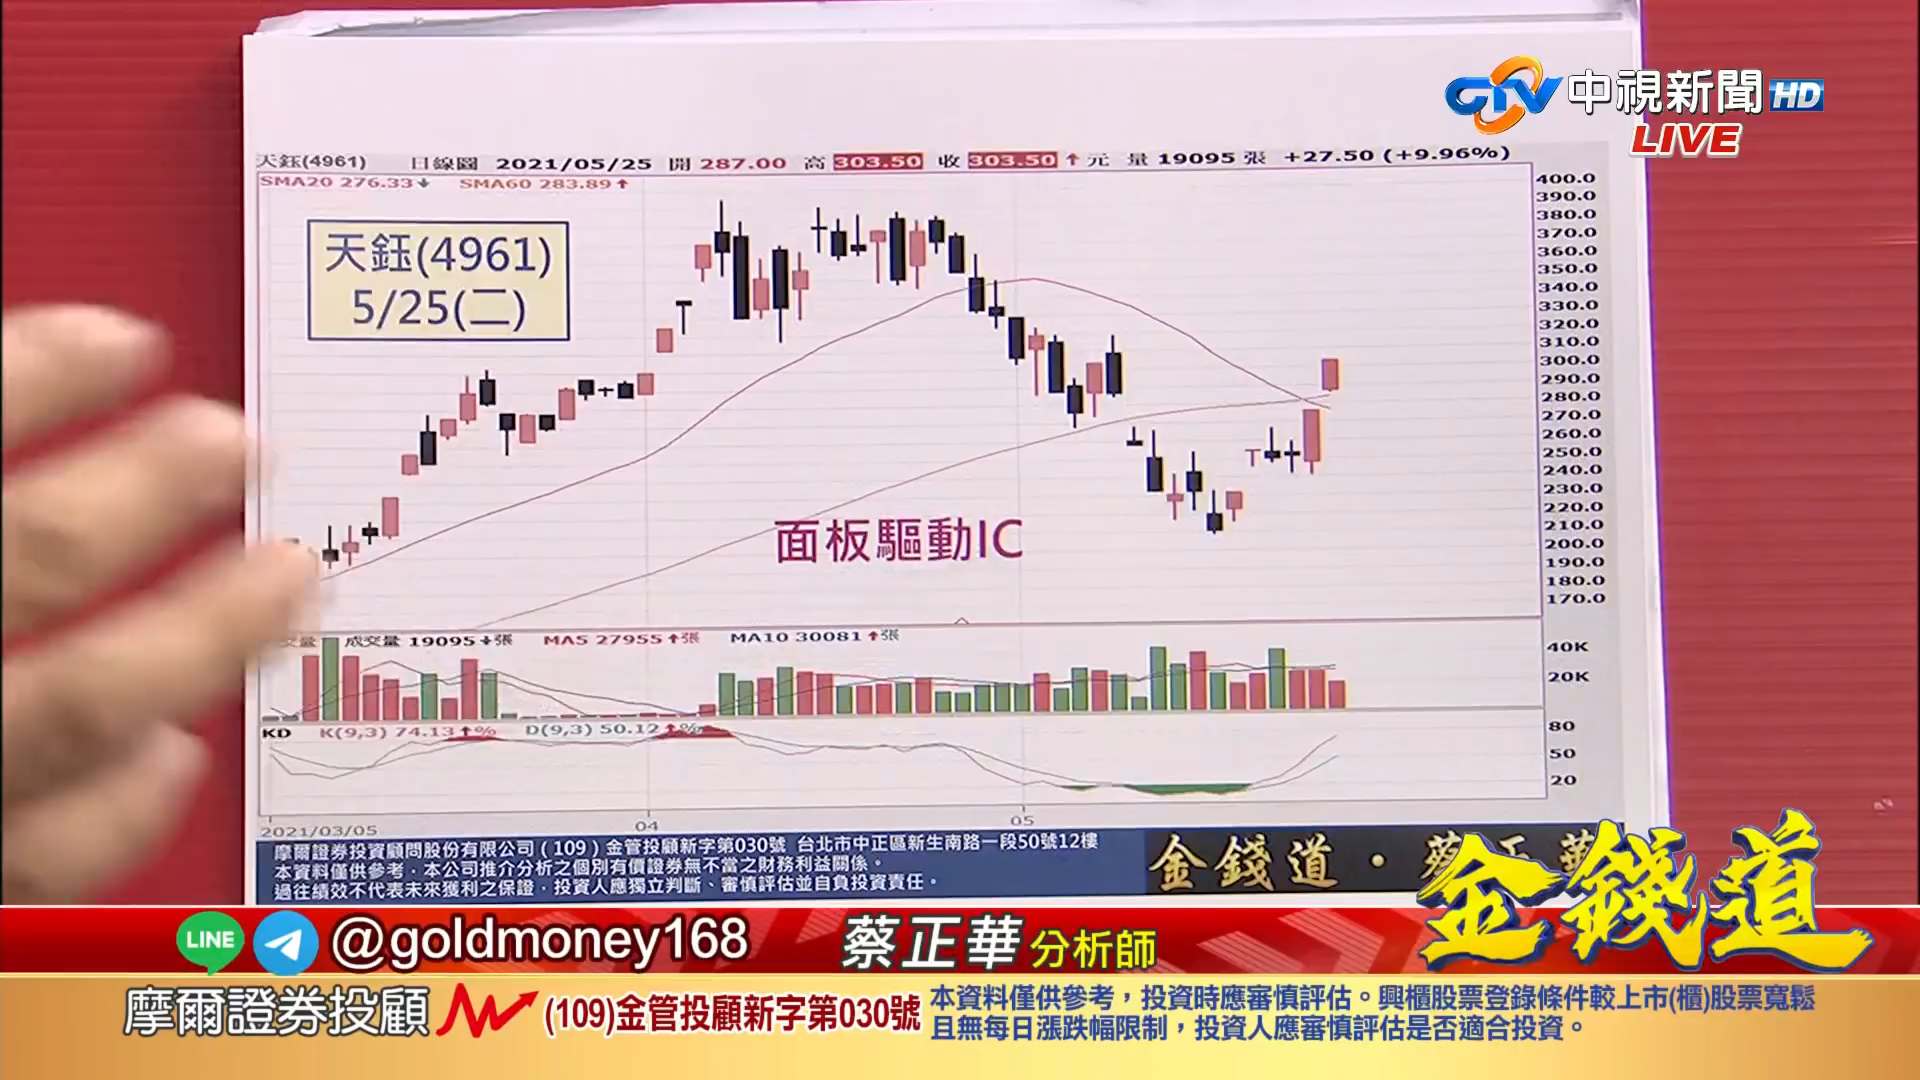 CTV 中視新聞 HD
LIVE
天鈺(4961) 日線圖 2021/05/25 開 287.00 高 303.50 收 303.50↑元 量 19095 張 +27.50 (+9.96%)
SMA20 276.33↓ SMA60 283.89↑
天鈺(4961)
5/25(二)
面板驅動IC
400.0
390.0
380.0
370.0
360.0
350.0
340.0
330.0
320.0
310.0
300.0
290.0
280.0
270.0
260.0
250.0
240.0
230.0
220.0
210.0
200.0
190.0
180.0
170.0
成交量 19095↓張 MA5 27955↑張 MA10 30081↑張
40K
20K
KD K(9,3) 74.13↑% D(9,3) 50.12↑%
80
50
20
2021/03/05 04 05
摩爾證券投資顧問股份有限公司(109)金管投顧新字第030號 台北市中正區新生南路一段50號12樓
本資料僅供參考．本公司推介分析之個別有價證券無不當之財務利益關係。
過往績效不代表未來獲利之保證．投資人應獨立判斷、審慎評估並自負投資責任。
金錢道・蔡正華
金錢道
LINE @goldmoney168 蔡正華 分析師
摩爾證券投顧 (109)金管投顧新字第030號
本資料僅供參考，投資時應審慎評估。興櫃股票登錄條件較上市(櫃)股票寬鬆
且無每日漲跌幅限制，投資人應審慎評估是否適合投資。